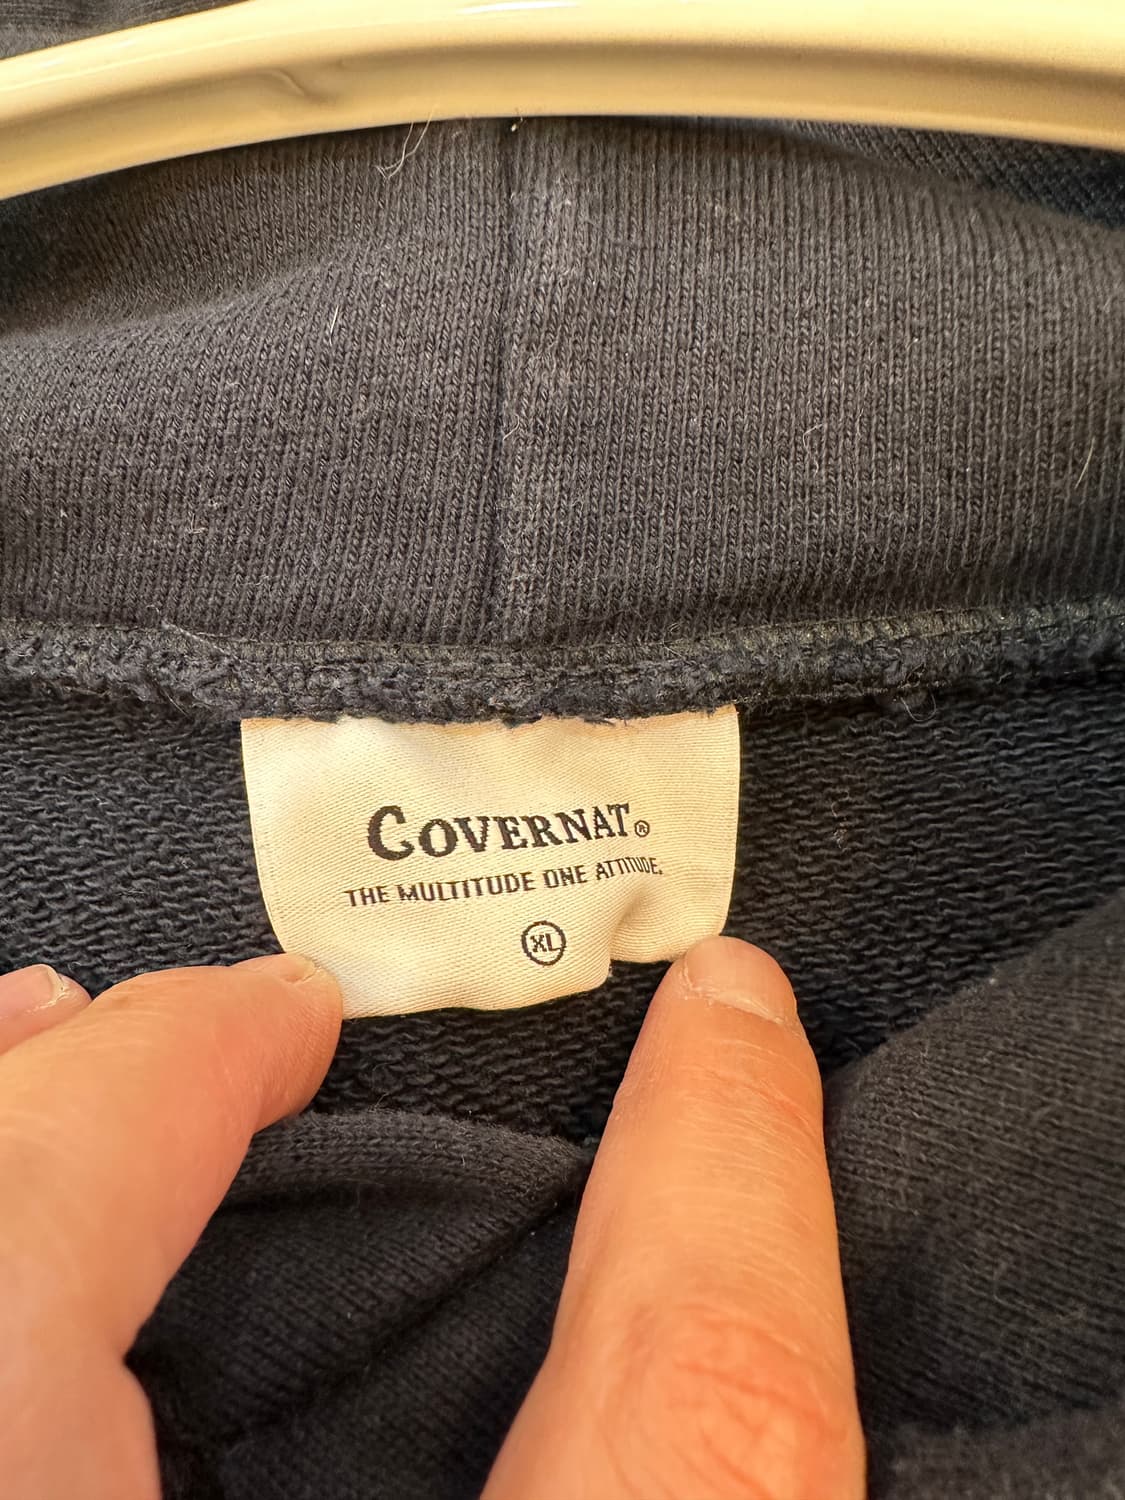 COVERNAT®
THE MULTITUDE ONE ATTITUDE.
XL